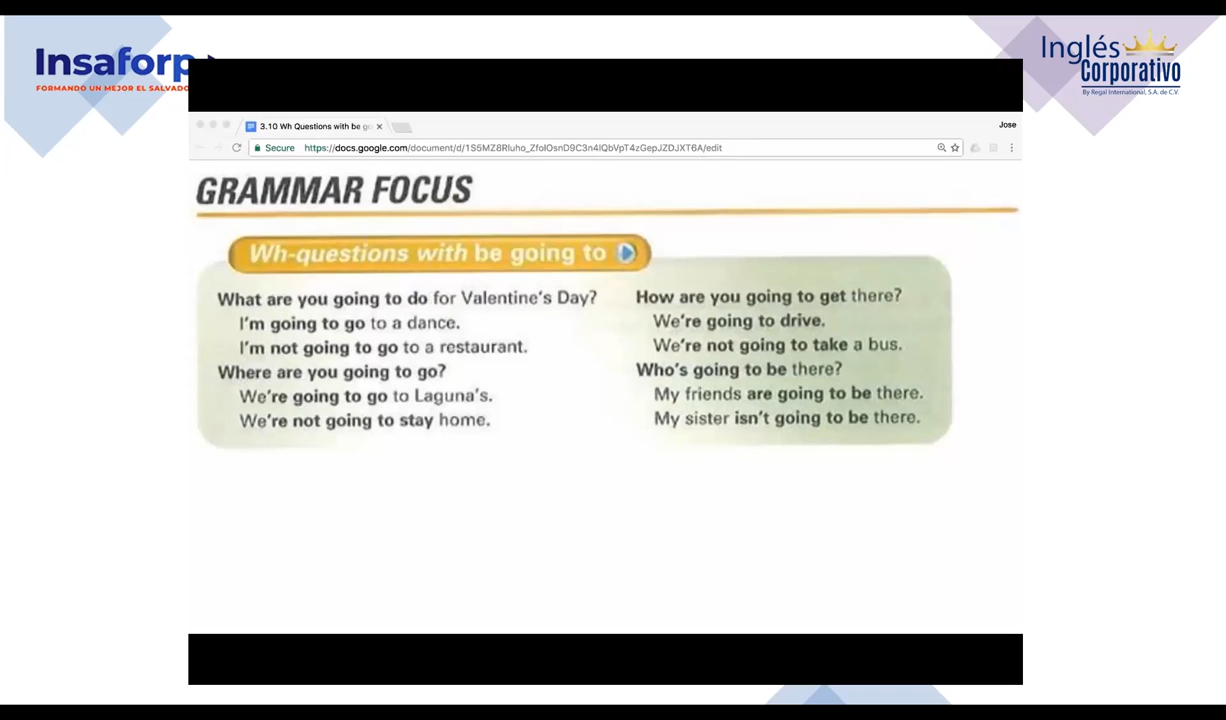 Insaforp
FORMANDO UN MEJOR EL SALVADO
Inglés
Corporativo
By Regal International, S.A. de C.V.
3.10 Wh Questions with be go
Jose
Secure https://docs.google.com/document/d/1S5MZ8Rluho_ZfolOsnD9C3n4lQbVpT4zGepJZDJXT6A/edit
GRAMMAR FOCUS
Wh-questions with be going to
What are you going to do for Valentine's Day?
I'm going to go to a dance.
I'm not going to go to a restaurant.
Where are you going to go?
We're going to go to Laguna's.
We're not going to stay home.
How are you going to get there?
We're going to drive.
We're not going to take a bus.
Who's going to be there?
My friends are going to be there.
My sister isn't going to be there.